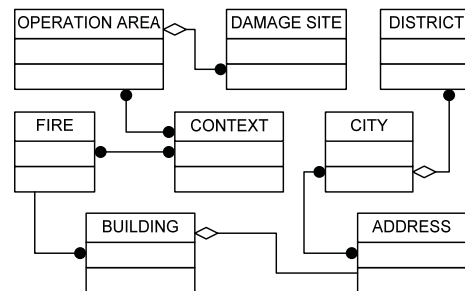 OPERATION AREA
DAMAGE SITE
DISTRICT
FIRE
CONTEXT
CITY
BUILDING
ADDRESS